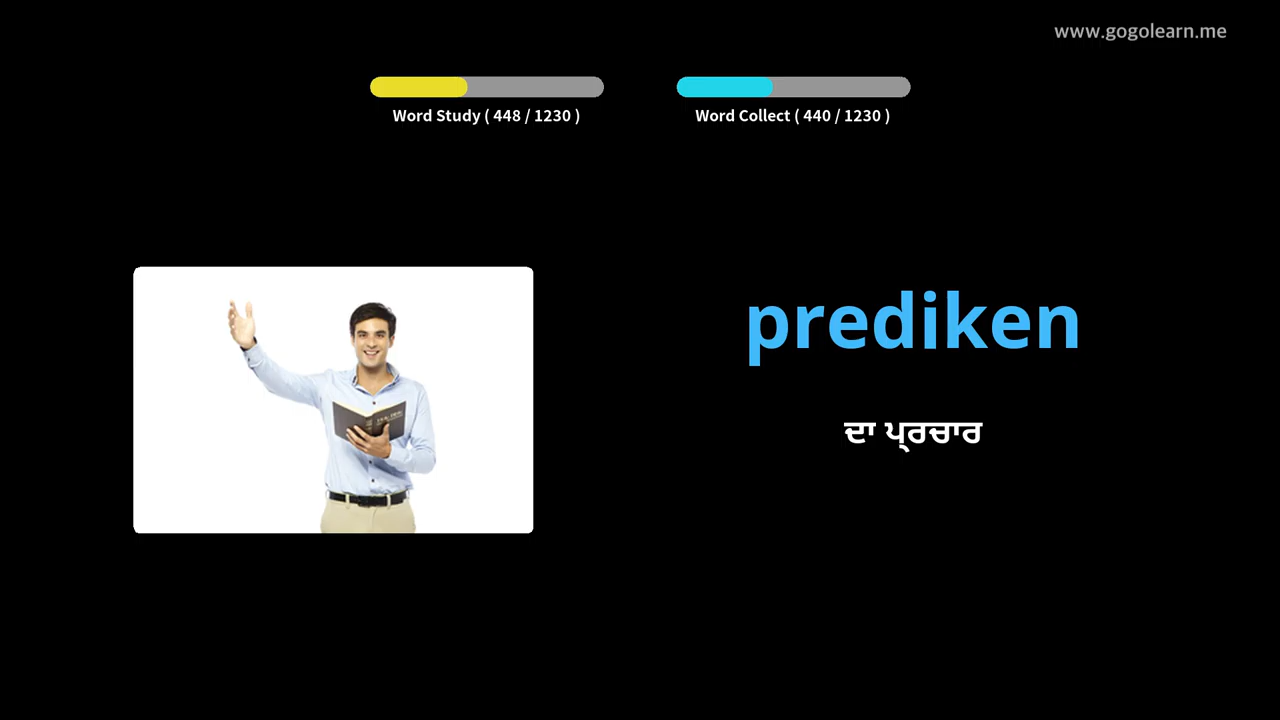 www.gogolearn.me
Word Study ( 448 / 1230 )
Word Collect ( 440 / 1230 )
prediken
ਦਾ ਪ੍ਰਚਾਰ